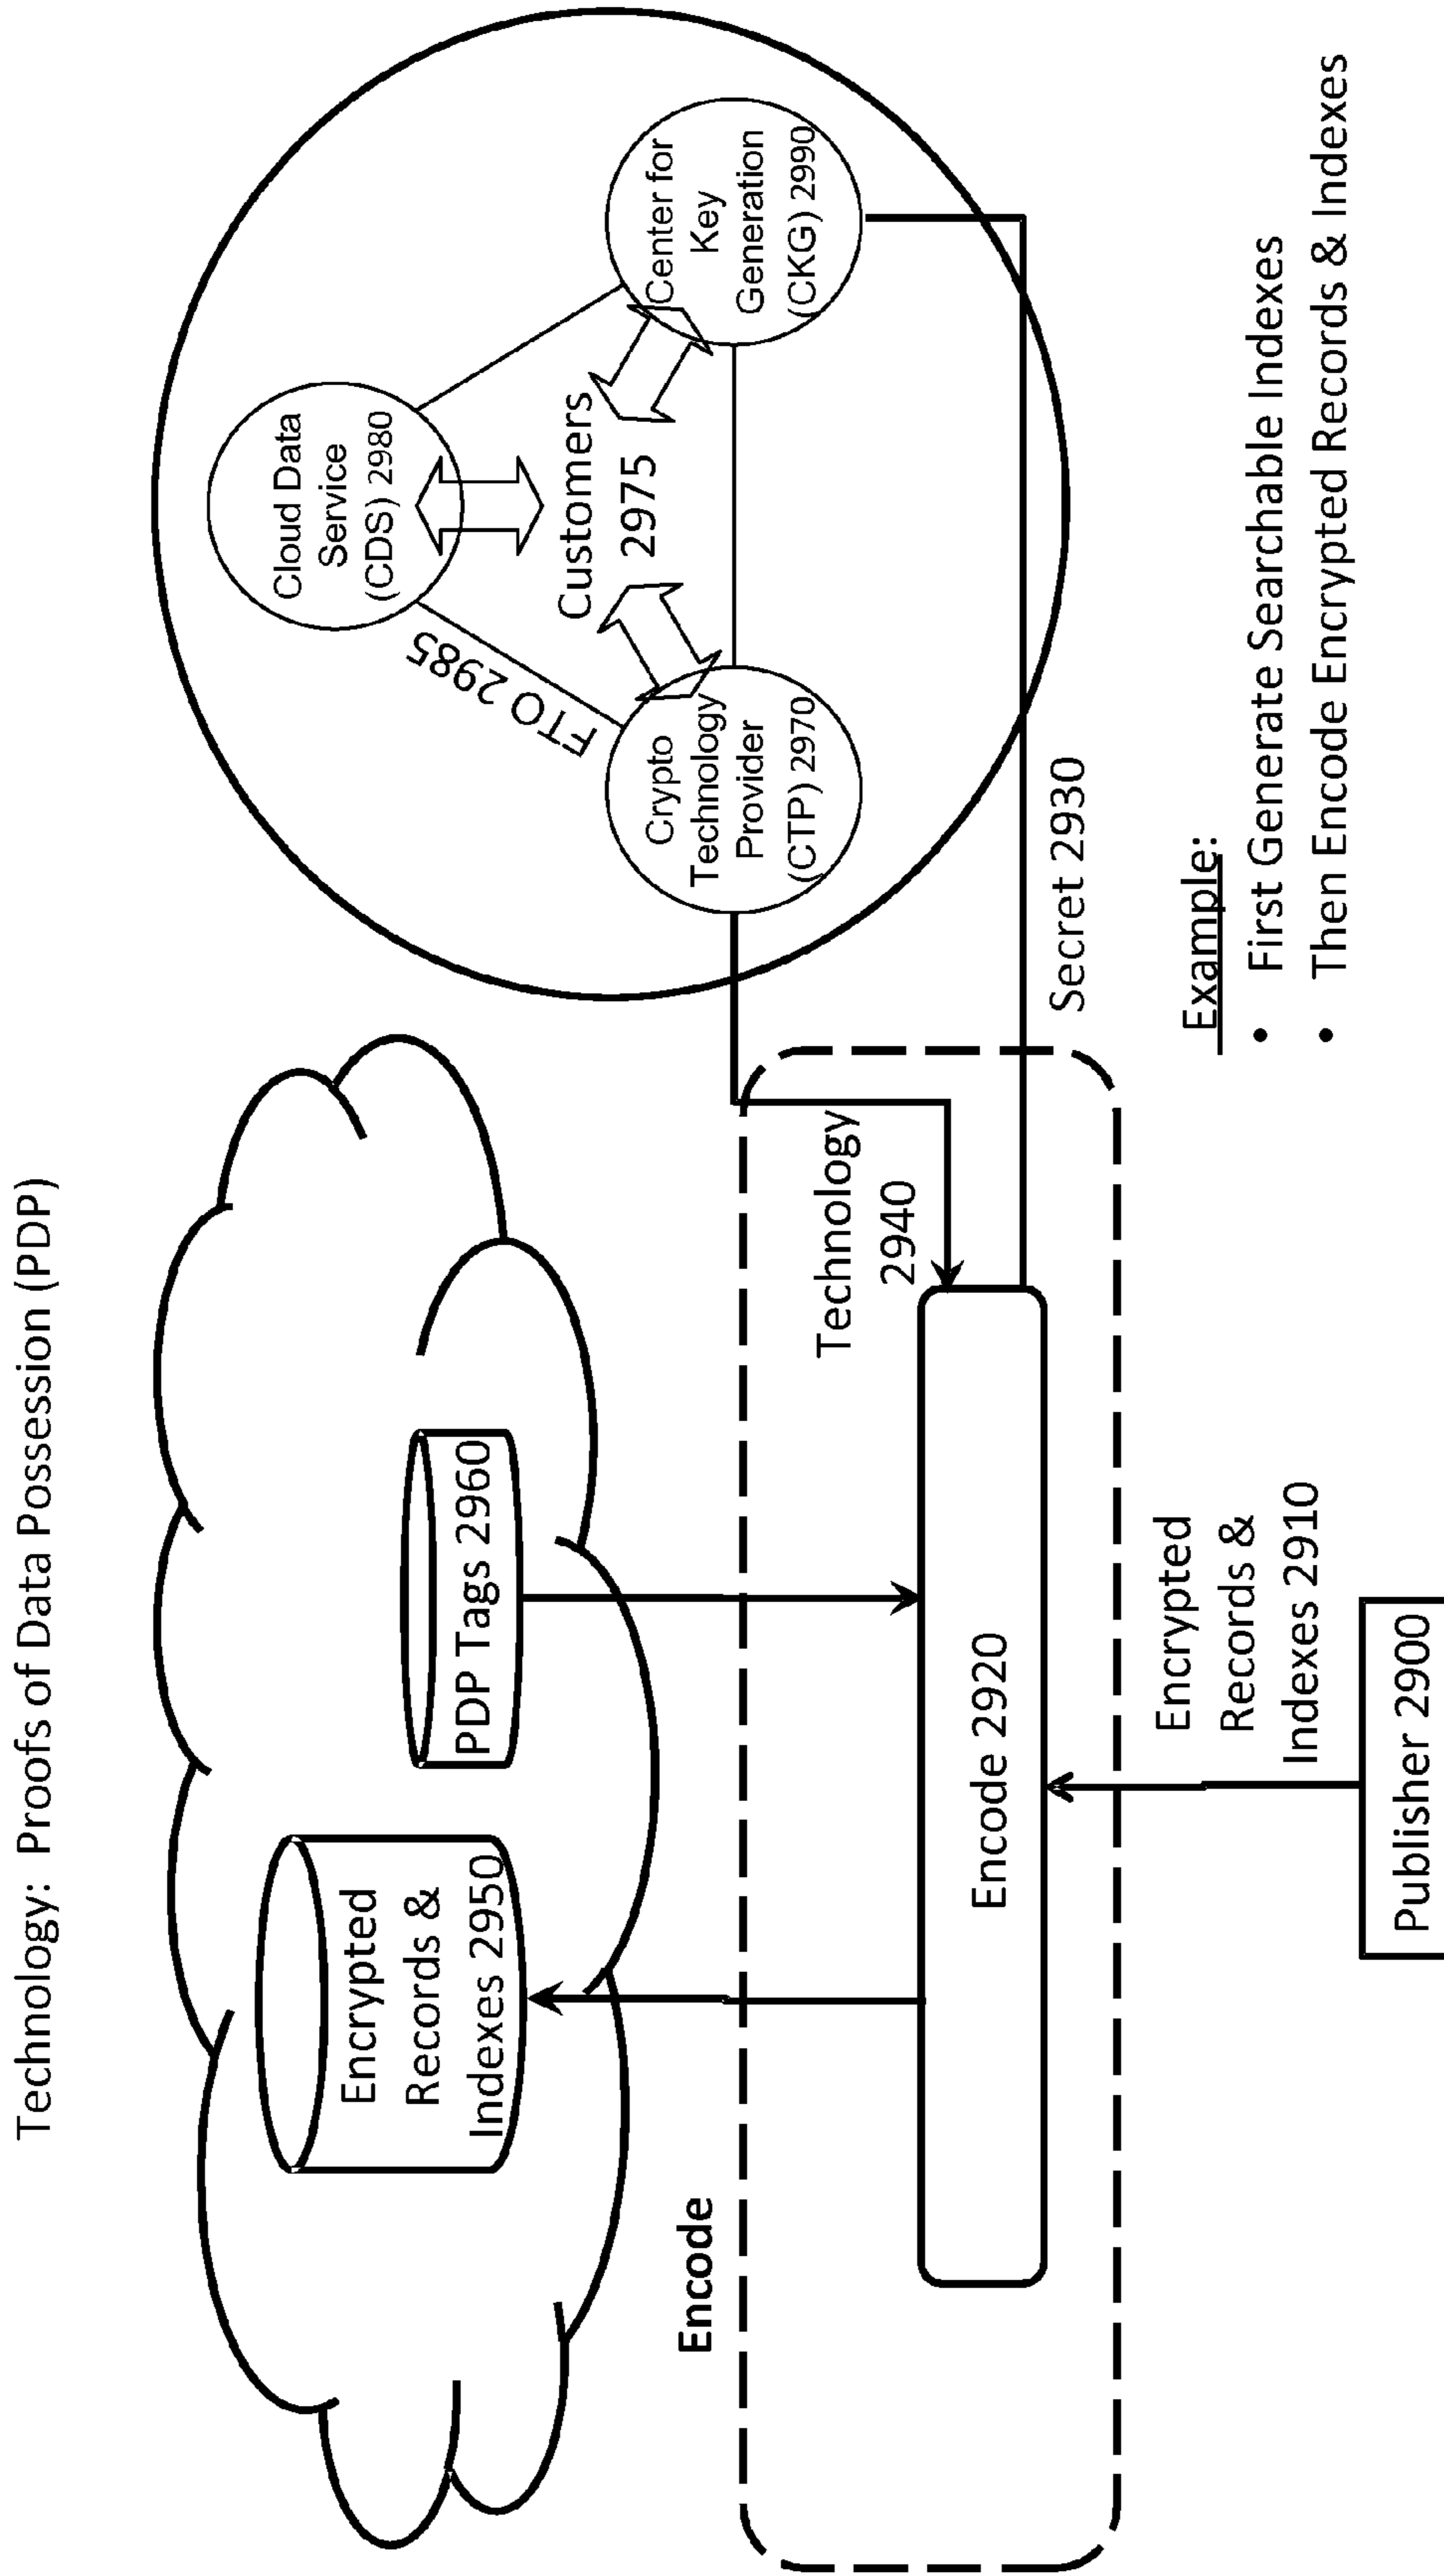 Technology:  Proofs of Data Possession (PDP)
Encrypted
Records &
Indexes 2950
PDP Tags 2960
Cloud Data
Service
(CDS) 2980
FTO 2985
Customers
2975
Crypto
Technology
Provider
(CTP) 2970
Center for
Key
Generation
(CKG) 2990
Encode
Technology
2940
Encode 2920
Secret 2930
Encrypted
Records &
Indexes 2910
Publisher 2900
Example:
• First Generate Searchable Indexes
• Then Encode Encrypted Records & Indexes